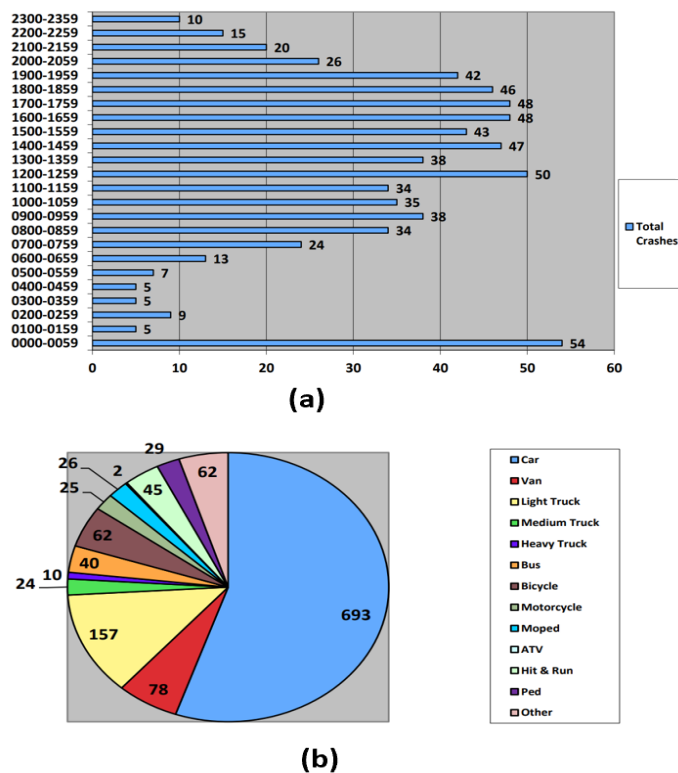 2300-2359 10
2200-2259 15
2100-2159 20
2000-2059 26
1900-1959 42
1800-1859 46
1700-1759 48
1600-1659 48
1500-1559 43
1400-1459 47
1300-1359 38
1200-1259 50
1100-1159 34
1000-1059 35
0900-0959 38
0800-0859 34
0700-0759 24
0600-0659 13
0500-0559 7
0400-0459 5
0300-0359 5
0200-0259 9
0100-0159 5
0000-0059 54
0 10 20 30 40 50 60
Total
Crashes
(a)
29
26
2
62
45
25
62
40
10
24
693
157
78
Car
Van
Light Truck
Medium Truck
Heavy Truck
Bus
Bicycle
Motorcycle
Moped
ATV
Hit & Run
Ped
Other
(b)